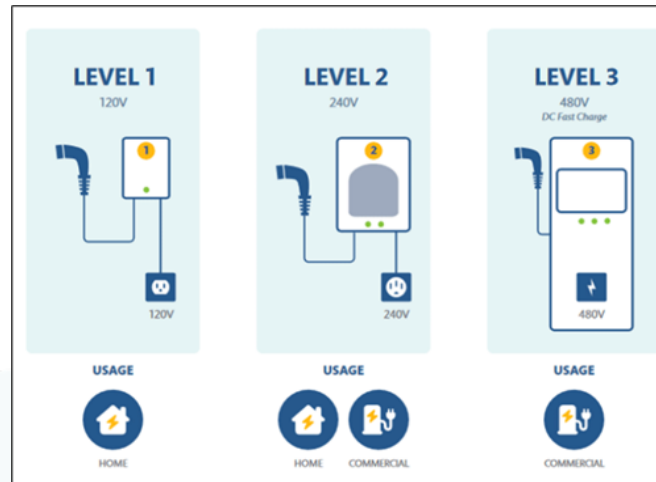 LEVEL 1
120V
1
120V
USAGE
HOME
LEVEL 2
240V
2
240V
USAGE
HOME
COMMERCIAL
LEVEL 3
480V
DC Fast Charge
3
480V
USAGE
COMMERCIAL